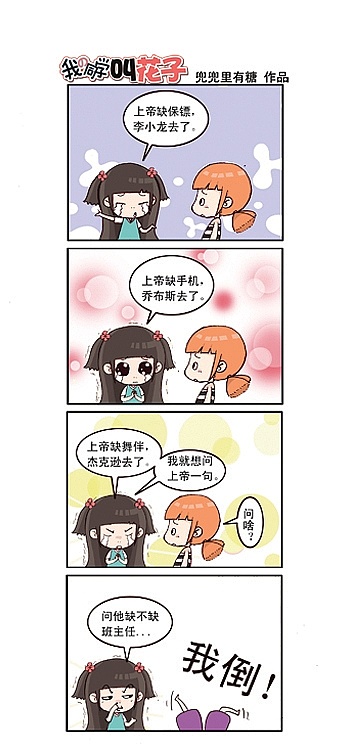 我的同学叫花子
兜兜里有糖 作品
上帝缺保镖，
李小龙去了。
上帝缺手机，
乔布斯去了。
上帝缺舞伴，
杰克逊去了。
我就想问
上帝一句。
问
啥
？
问他缺不缺
班主任...
我倒！